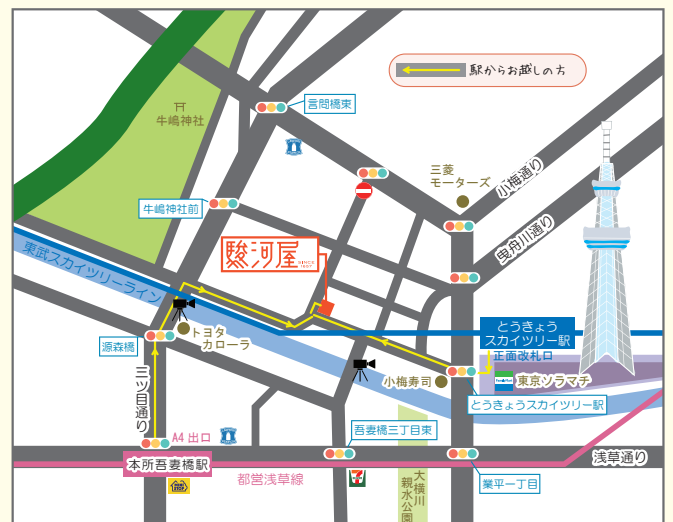 駅からお越しの方
言問橋東
牛嶋神社
三菱
モーターズ
小梅通り
曳舟川通り
牛嶋神社前
駿河屋
東武スカイツリーライン
とうきょう
スカイツリー駅
正面改札口
トヨタ
カローラ
源森橋
小梅寿司
東京ソラマチ
とうきょうスカイツリー駅
三ツ目通り
A4 出口
吾妻橋三丁目東
本所吾妻橋駅
浅草通り
都営浅草線
大横川
親水公園
業平一丁目